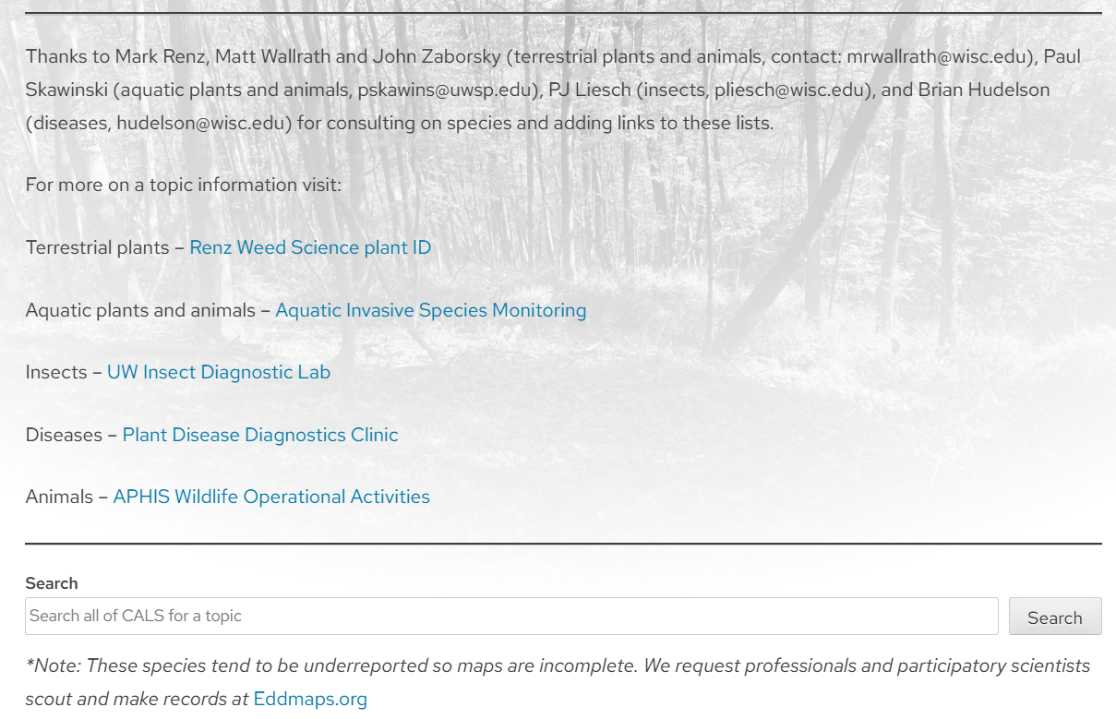 Thanks to Mark Renz, Matt Wallrath and John Zaborsky (terrestrial plants and animals, contact: mrwallrath@wisc.edu), Paul
Skawinski (aquatic plants and animals, pskawins@uwsp.edu), PJ Liesch (insects, pliesch@wisc.edu), and Brian Hudelson
(diseases, hudelson@wisc.edu) for consulting on species and adding links to these lists.
For more on a topic information visit:
Terrestrial plants – Renz Weed Science plant ID
Aquatic plants and animals – Aquatic Invasive Species Monitoring
Insects – UW Insect Diagnostic Lab
Diseases – Plant Disease Diagnostics Clinic
Animals – APHIS Wildlife Operational Activities
Search
Search all of CALS for a topic
Search
*Note: These species tend to be underreported so maps are incomplete. We request professionals and participatory scientists
scout and make records at Eddmaps.org